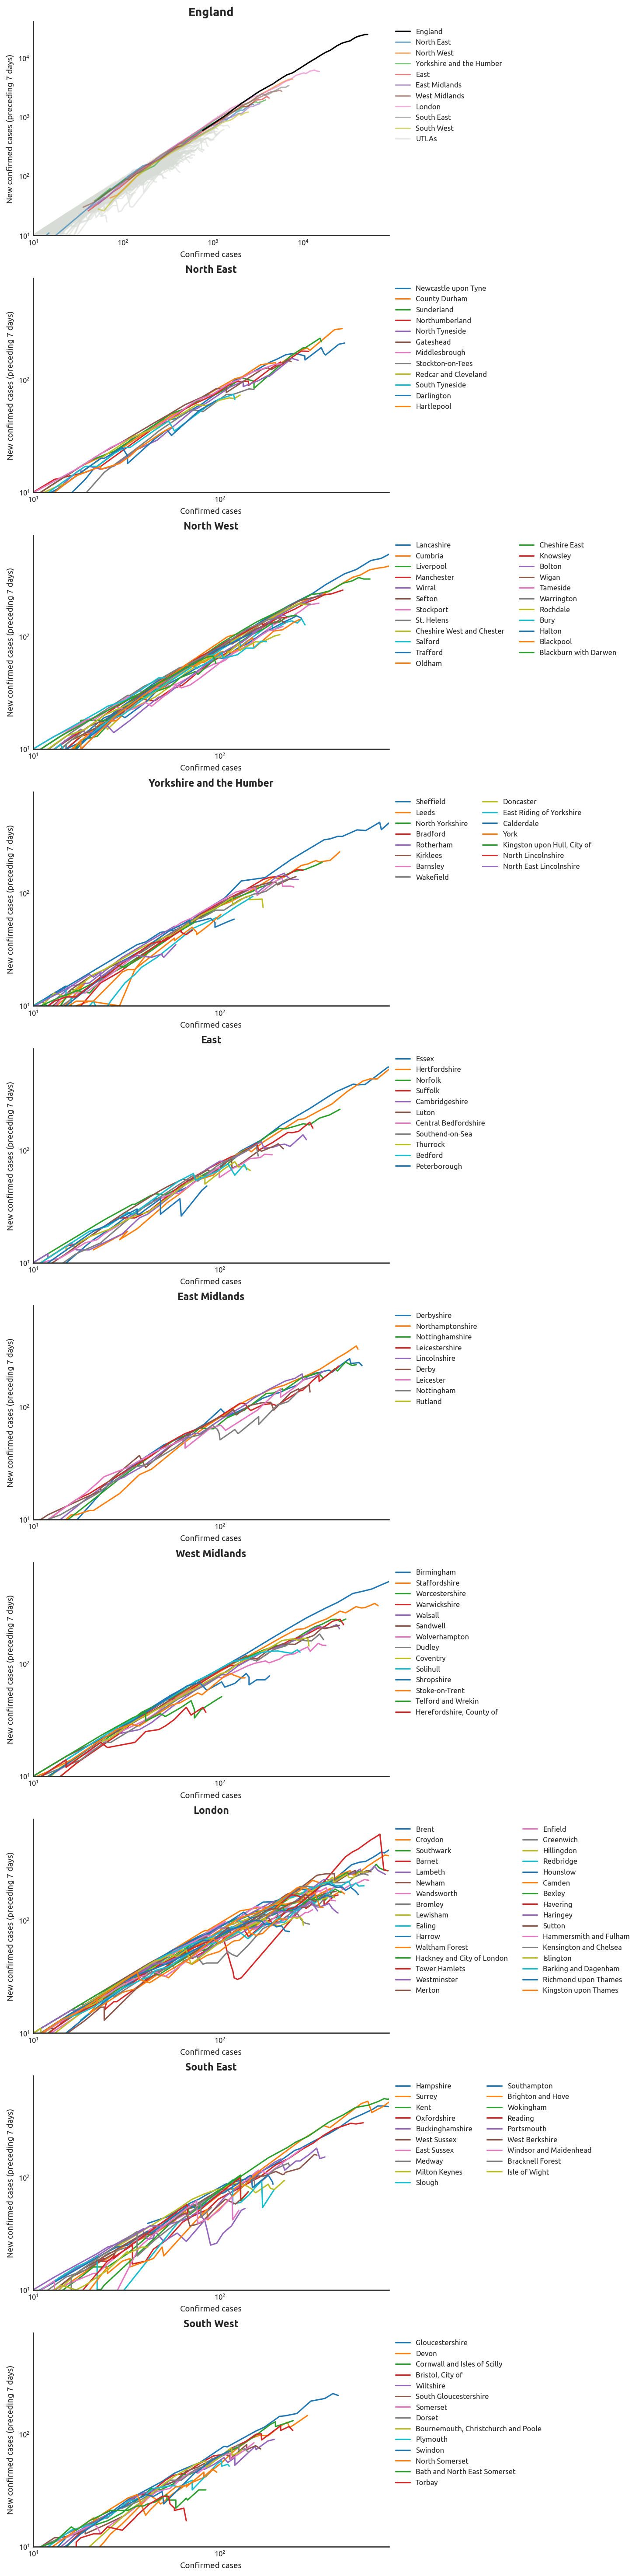 England
New confirmed cases (preceding 7 days)
10⁴
10³
10²
10¹
10¹ 10² 10³ 10⁴
Confirmed cases
England
North East
North West
Yorkshire and the Humber
East
East Midlands
West Midlands
London
South East
South West
UTLAs
North East
New confirmed cases (preceding 7 days)
10²
10¹
10¹ 10²
Confirmed cases
Newcastle upon Tyne
County Durham
Sunderland
Northumberland
North Tyneside
Gateshead
Middlesbrough
Stockton-on-Tees
Redcar and Cleveland
South Tyneside
Darlington
Hartlepool
North West
New confirmed cases (preceding 7 days)
10²
10¹
10¹ 10²
Confirmed cases
Lancashire
Cumbria
Liverpool
Manchester
Wirral
Sefton
Stockport
St. Helens
Cheshire West and Chester
Salford
Trafford
Oldham
Cheshire East
Knowsley
Bolton
Wigan
Tameside
Warrington
Rochdale
Bury
Halton
Blackpool
Blackburn with Darwen
Yorkshire and the Humber
New confirmed cases (preceding 7 days)
10²
10¹
10¹ 10²
Confirmed cases
Sheffield
Leeds
North Yorkshire
Bradford
Rotherham
Kirklees
Barnsley
Wakefield
Doncaster
East Riding of Yorkshire
Calderdale
York
Kingston upon Hull, City of
North Lincolnshire
North East Lincolnshire
East
New confirmed cases (preceding 7 days)
10²
10¹
10¹ 10²
Confirmed cases
Essex
Hertfordshire
Norfolk
Suffolk
Cambridgeshire
Luton
Central Bedfordshire
Southend-on-Sea
Thurrock
Bedford
Peterborough
East Midlands
New confirmed cases (preceding 7 days)
10²
10¹
10¹ 10²
Confirmed cases
Derbyshire
Northamptonshire
Nottinghamshire
Leicestershire
Lincolnshire
Derby
Leicester
Nottingham
Rutland
West Midlands
New confirmed cases (preceding 7 days)
10²
10¹
10¹ 10²
Confirmed cases
Birmingham
Staffordshire
Worcestershire
Warwickshire
Walsall
Sandwell
Wolverhampton
Dudley
Coventry
Solihull
Shropshire
Stoke-on-Trent
Telford and Wrekin
Herefordshire, County of
London
New confirmed cases (preceding 7 days)
10²
10¹
10¹ 10²
Confirmed cases
Brent
Croydon
Southwark
Barnet
Lambeth
Newham
Wandsworth
Bromley
Lewisham
Ealing
Harrow
Waltham Forest
Hackney and City of London
Tower Hamlets
Westminster
Merton
Enfield
Greenwich
Hillingdon
Redbridge
Hounslow
Camden
Bexley
Havering
Haringey
Sutton
Hammersmith and Fulham
Kensington and Chelsea
Islington
Barking and Dagenham
Richmond upon Thames
Kingston upon Thames
South East
New confirmed cases (preceding 7 days)
10²
10¹
10¹ 10²
Confirmed cases
Hampshire
Surrey
Kent
Oxfordshire
Buckinghamshire
West Sussex
East Sussex
Medway
Milton Keynes
Slough
Southampton
Brighton and Hove
Wokingham
Reading
Portsmouth
West Berkshire
Windsor and Maidenhead
Bracknell Forest
Isle of Wight
South West
New confirmed cases (preceding 7 days)
10²
10¹
10¹ 10²
Confirmed cases
Gloucestershire
Devon
Cornwall and Isles of Scilly
Bristol, City of
Wiltshire
South Gloucestershire
Somerset
Dorset
Bournemouth, Christchurch and Poole
Plymouth
Swindon
North Somerset
Bath and North East Somerset
Torbay